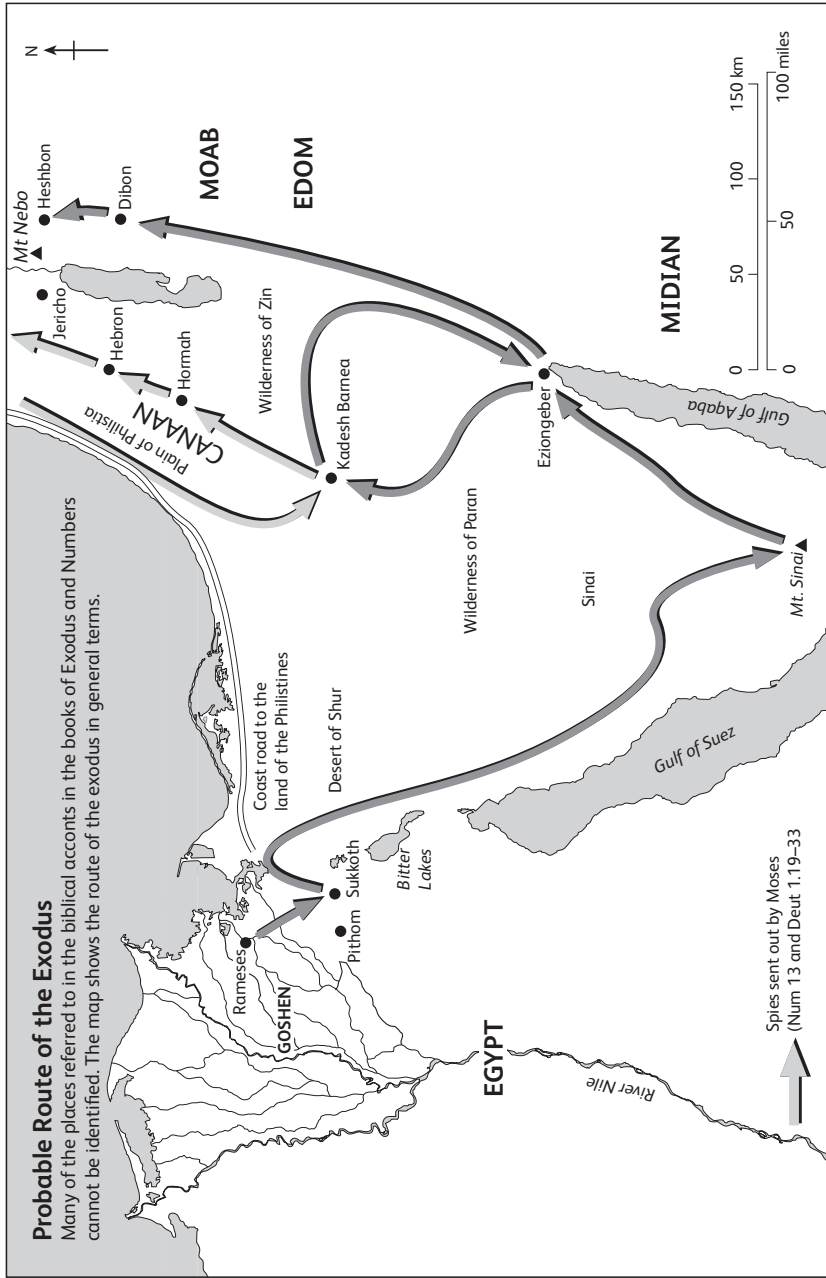 Probable Route of the Exodus
Many of the places referred to in the biblical acconts in the books of Exodus and Numbers
cannot be identified. The map shows the route of the exodus in general terms.
N
Mt Nebo
Heshbon
Jericho
Dibon
Hebron
MOAB
Hormah
CANAAN
Plain of Philistia
EDOM
Wilderness of Zin
Kadesh Barnea
Coast road to the
land of the Philistines
Desert of Shur
Rameses
GOSHEN
Sukkoth
Pithom
Bitter
Lakes
Wilderness of Paran
Eziongeber
EGYPT
Sinai
MIDIAN
Gulf of Suez
Gulf of Aqaba
River Nile
Mt. Sinai
Spies sent out by Moses
(Num 13 and Deut 1.19–33
0 50 100 150 km
0 50 100 miles